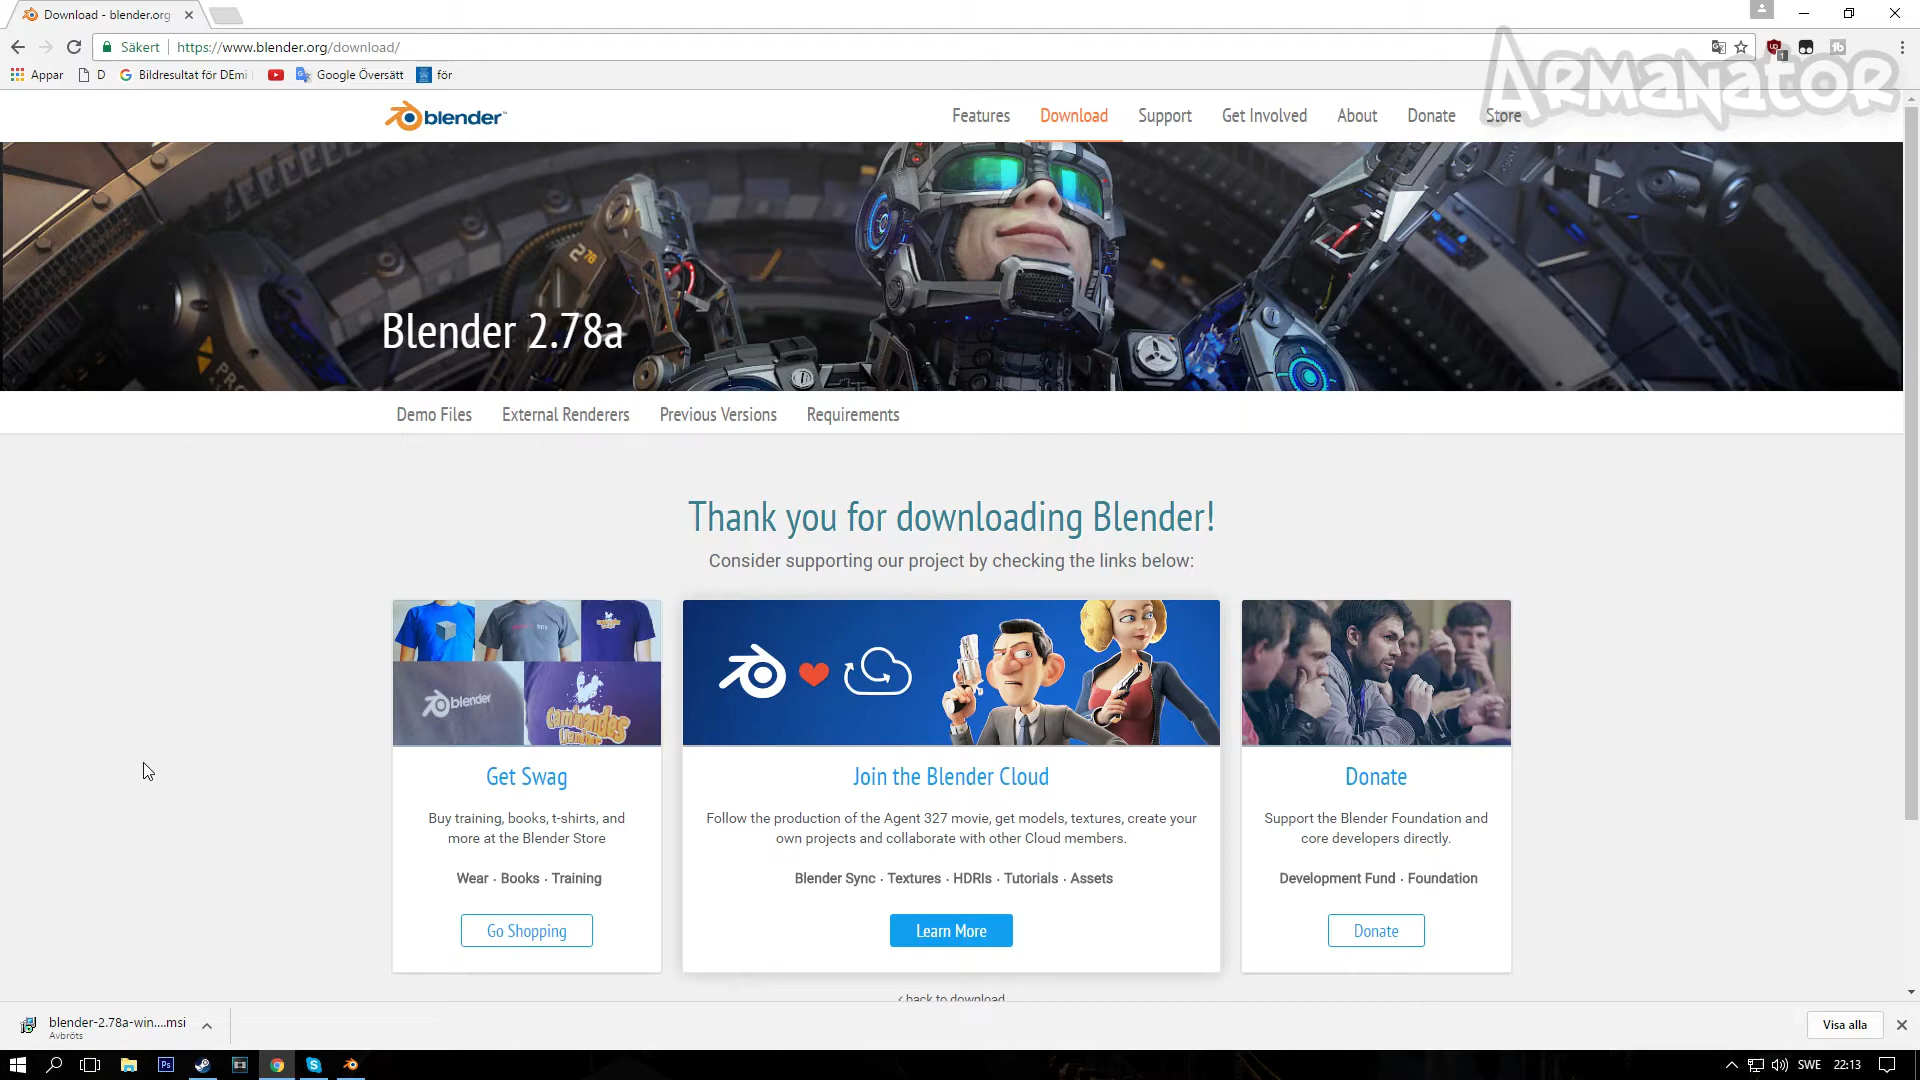 Download - blender.org
Säkert
https://www.blender.org/download/
Appar
D
Bildresultat för DEmi
Google Översätt
för
ARMANATOR
blender
Features
Download
Support
Get Involved
About
Donate
Store
2.78
Blender 2.78a
Demo Files
External Renderers
Previous Versions
Requirements
Thank you for downloading Blender!
Consider supporting our project by checking the links below:
blender
Caminandes
Get Swag
Buy training, books, t-shirts, and
more at the Blender Store
Wear · Books · Training
Go Shopping
Join the Blender Cloud
Follow the production of the Agent 327 movie, get models, textures, create your
own projects and collaborate with other Cloud members.
Blender Sync · Textures · HDRIs · Tutorials · Assets
Learn More
Donate
Support the Blender Foundation and
core developers directly.
Development Fund · Foundation
Donate
‹ back to download
blender-2.78a-win....msi
Avbröts
Visa alla
Ps
SWE
22:13